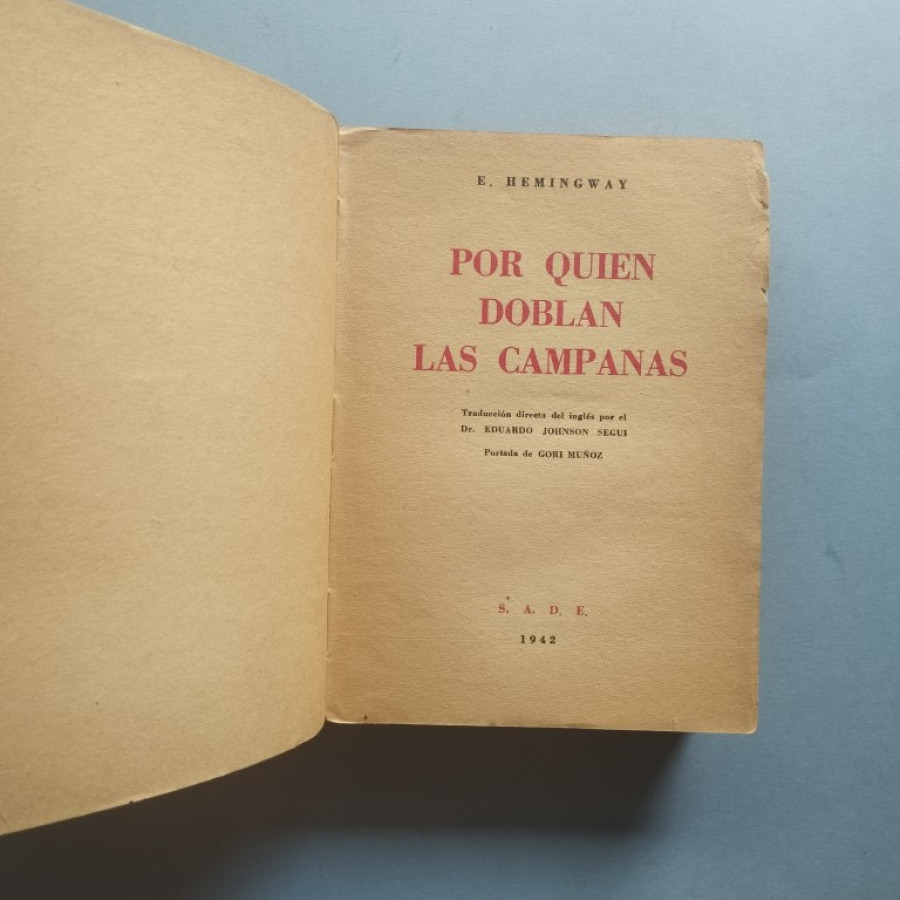 E. HEMINGWAY
POR QUIEN
DOBLAN
LAS CAMPANAS
Traducción directa del inglés por el
Dr. EDUARDO JOHNSON SEGUI
Portada de GORI MUÑOZ
S. A. D. E.
1942